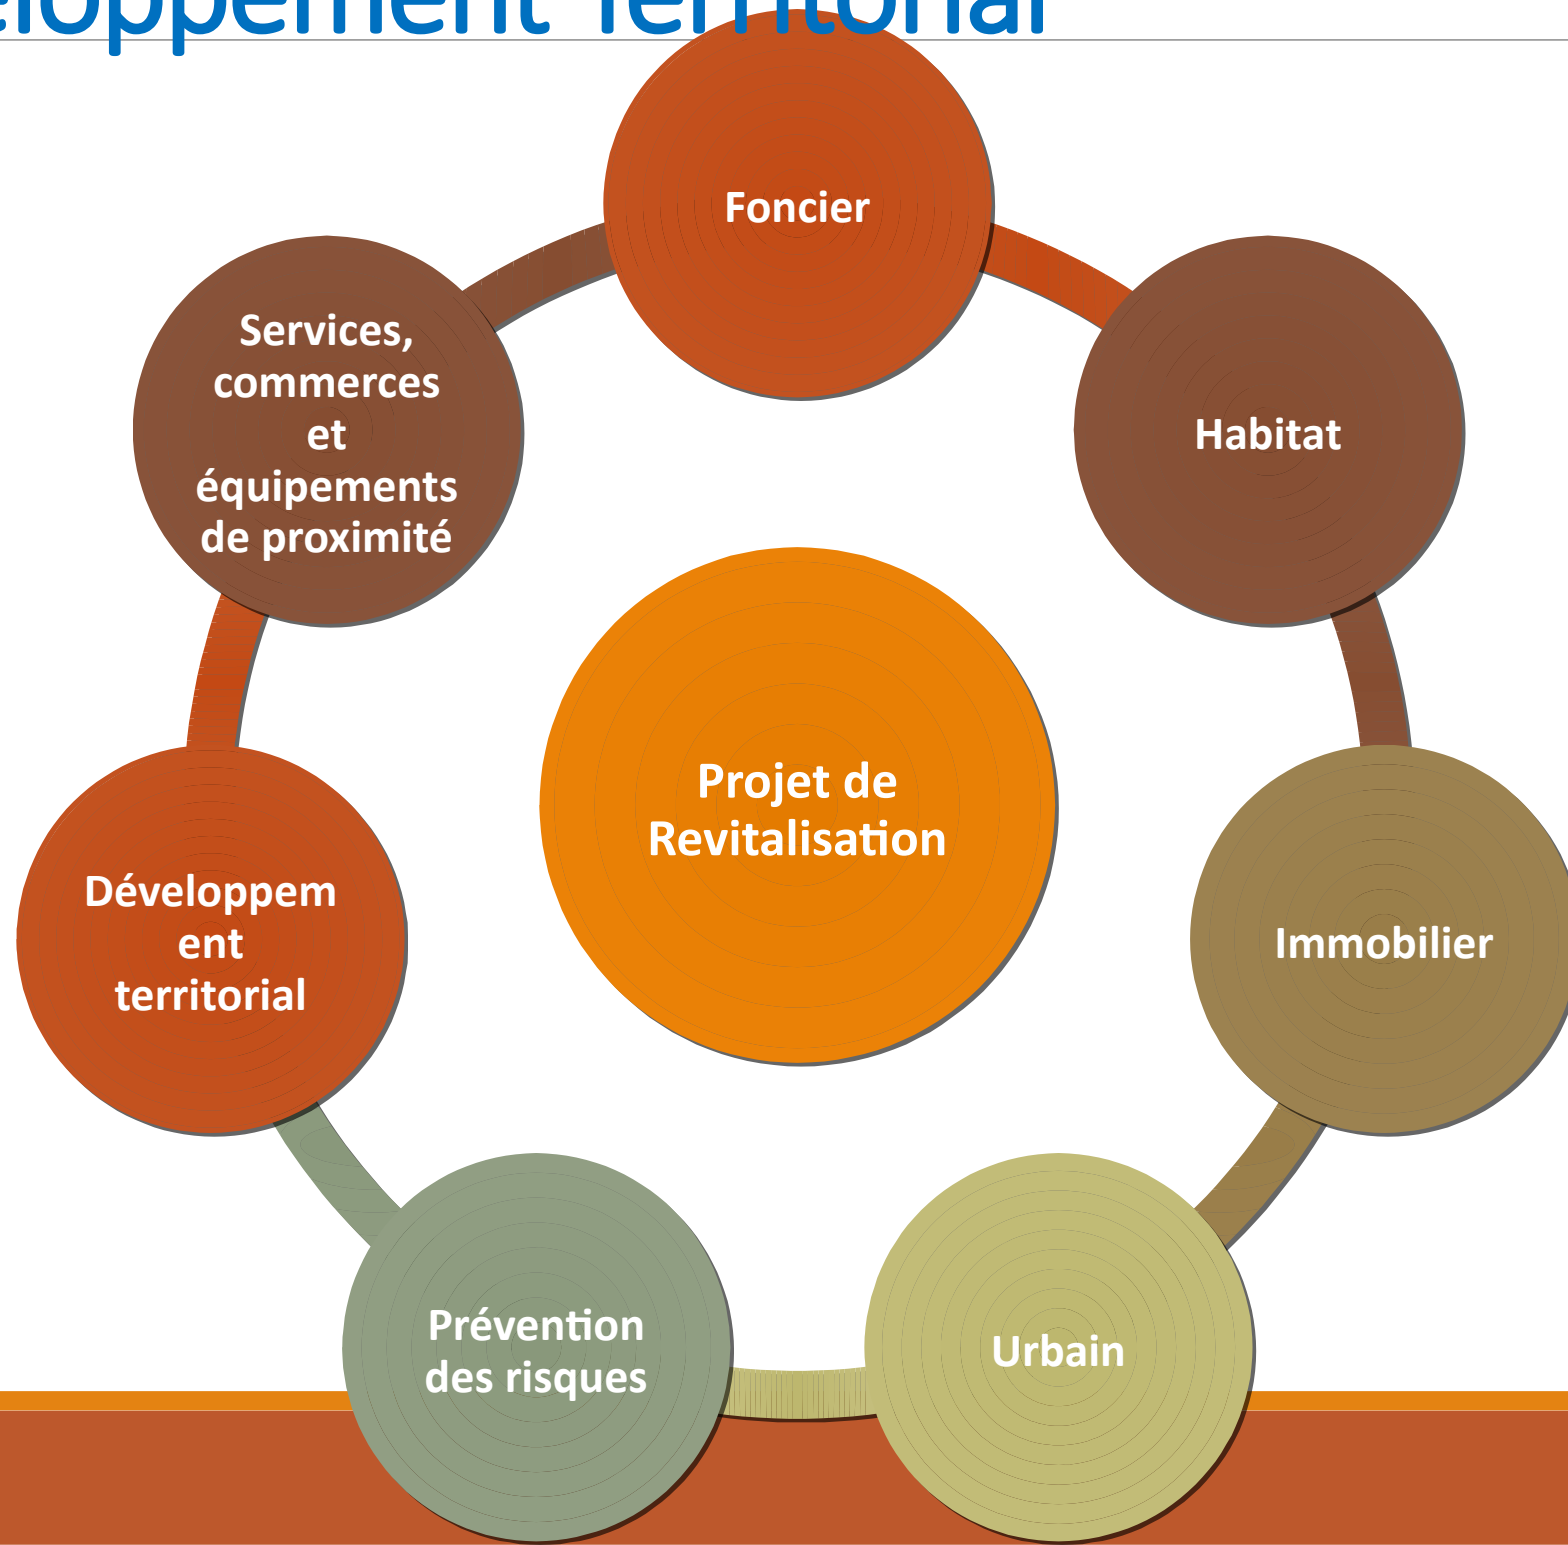 Territorial
Foncier
Habitat
Immobilier
Urbain
Prévention
des risques
Développem
ent
territorial
Services,
commerces
et
équipements
de proximité
Projet de
Revitalisation